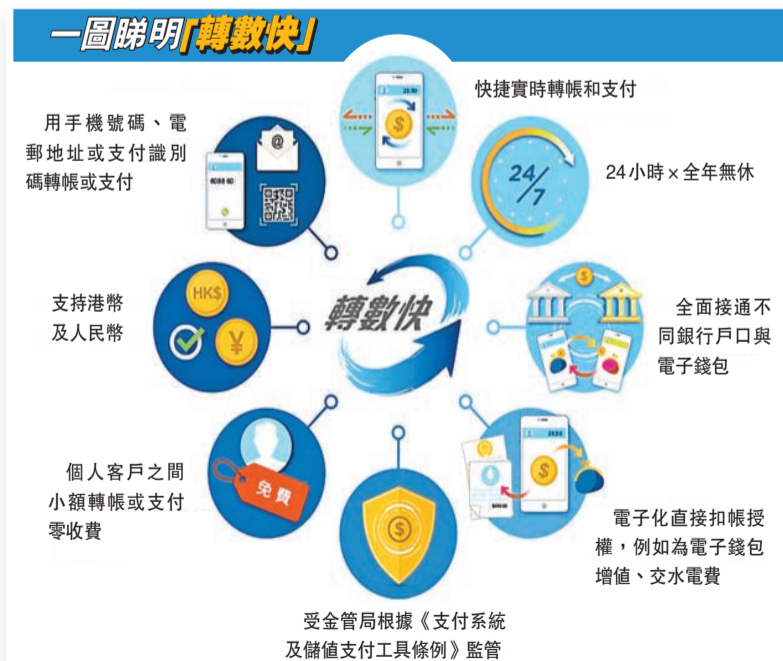 一圖睇明「轉數快」
快捷實時轉帳和支付
24小時×全年無休
24/7
全面接通不
同銀行戶口與
電子錢包
電子化直接扣帳授
權，例如為電子錢包
增值、交水電費
受金管局根據《支付系統
及儲值支付工具條例》監管
個人客戶之間
小額轉帳或支付
零收費
免費
支持港幣
及人民幣
HK$
¥
用手機號碼、電
郵地址或支付識別
碼轉帳或支付
@
轉數快
$
$
$
$